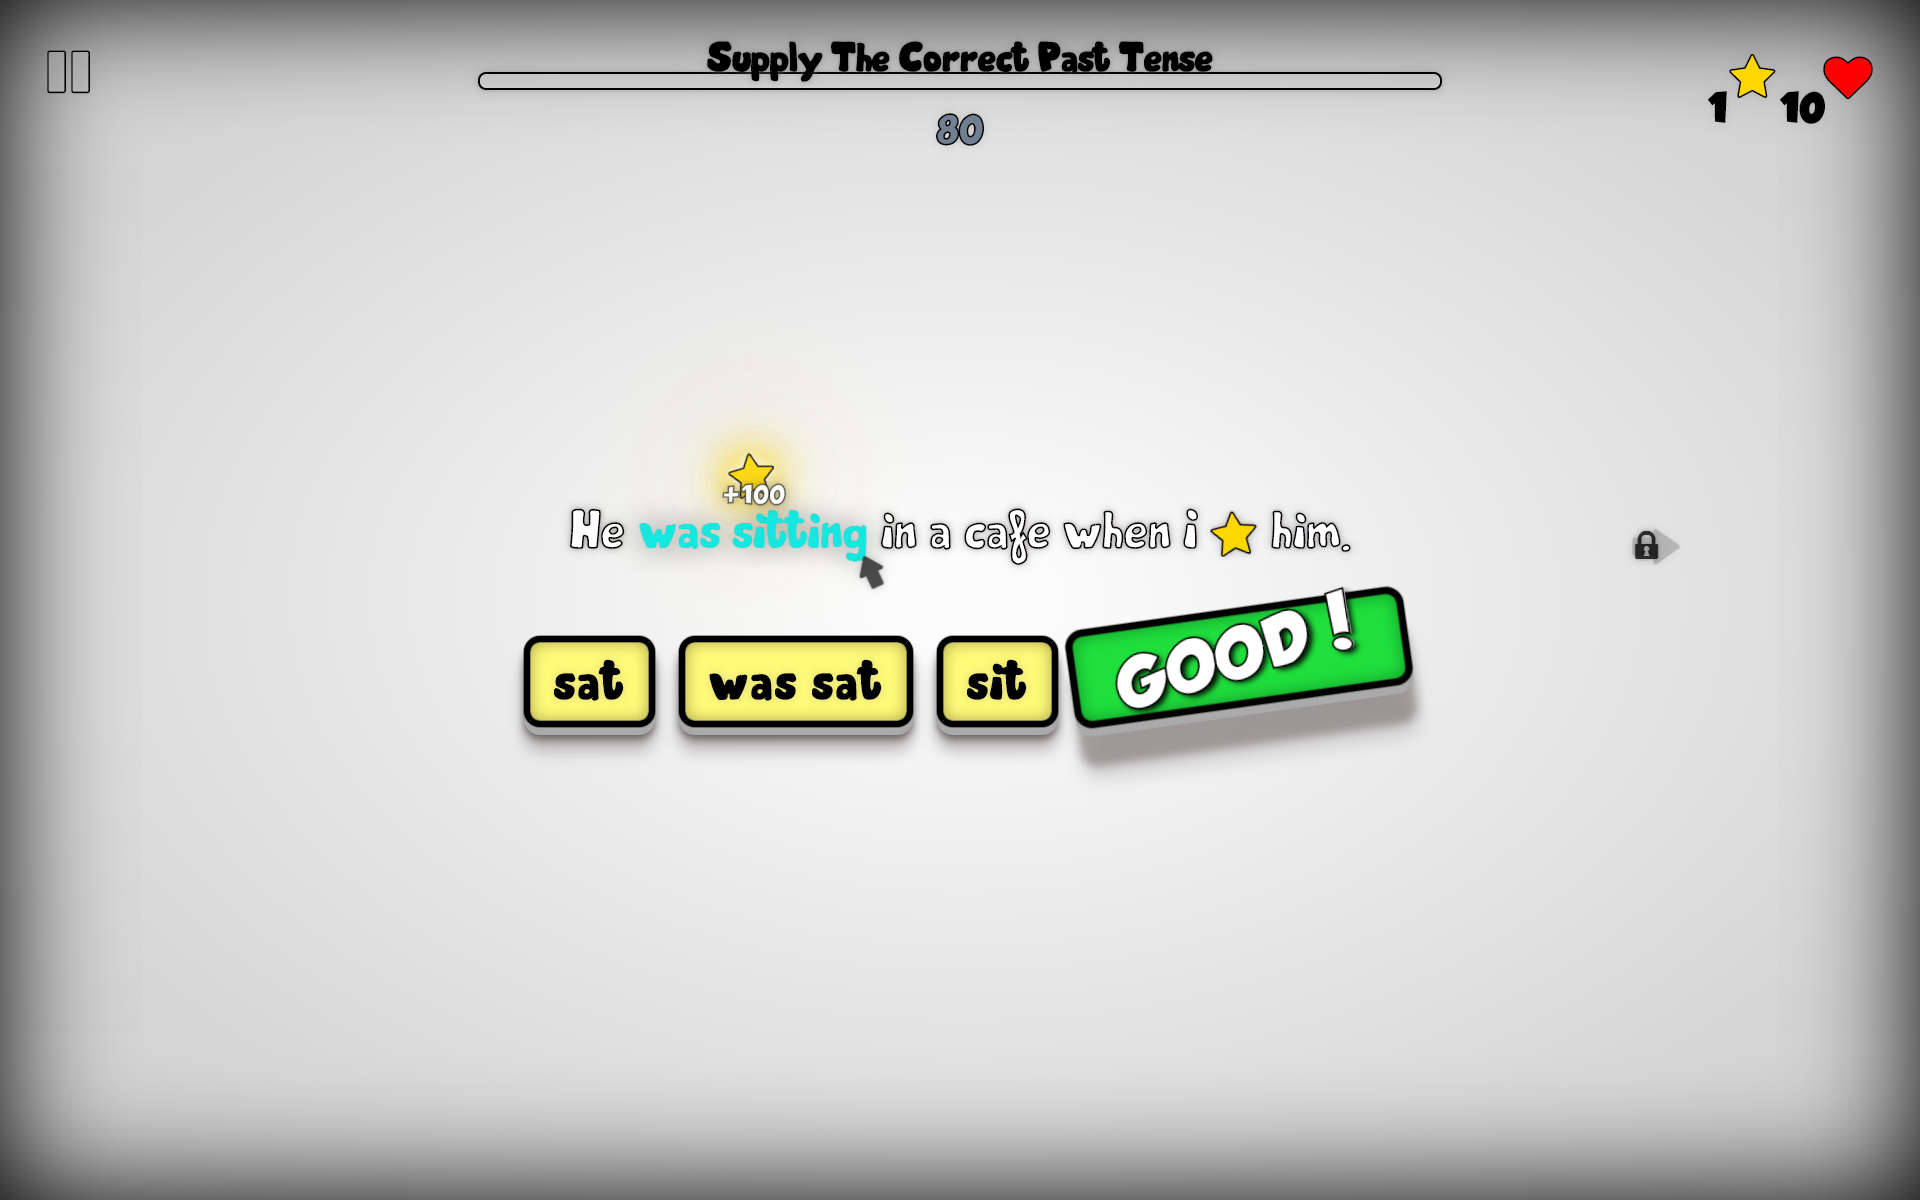 Supply The Correct Past Tense
80
1
10
+100
He was sitting in a cafe when i him.
sat
was sat
sit
GOOD!